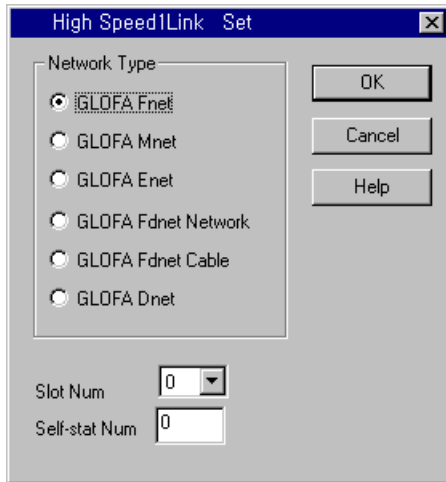 High Speed1Link Set
Network Type
GLOFA Fnet
GLOFA Mnet
GLOFA Enet
GLOFA Fdnet Network
GLOFA Fdnet Cable
GLOFA Dnet
OK
Cancel
Help
Slot Num 0
Self-stat Num 0